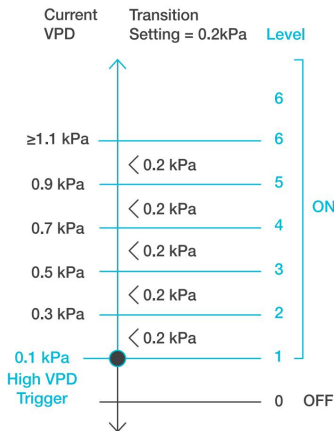 Current VPD
Transition Setting = 0.2kPa
Level
6
≥1.1 kPa
6
< 0.2 kPa
0.9 kPa
5
< 0.2 kPa
0.7 kPa
4
< 0.2 kPa
0.5 kPa
3
< 0.2 kPa
0.3 kPa
2
< 0.2 kPa
0.1 kPa
1
High VPD
Trigger
0
OFF
ON